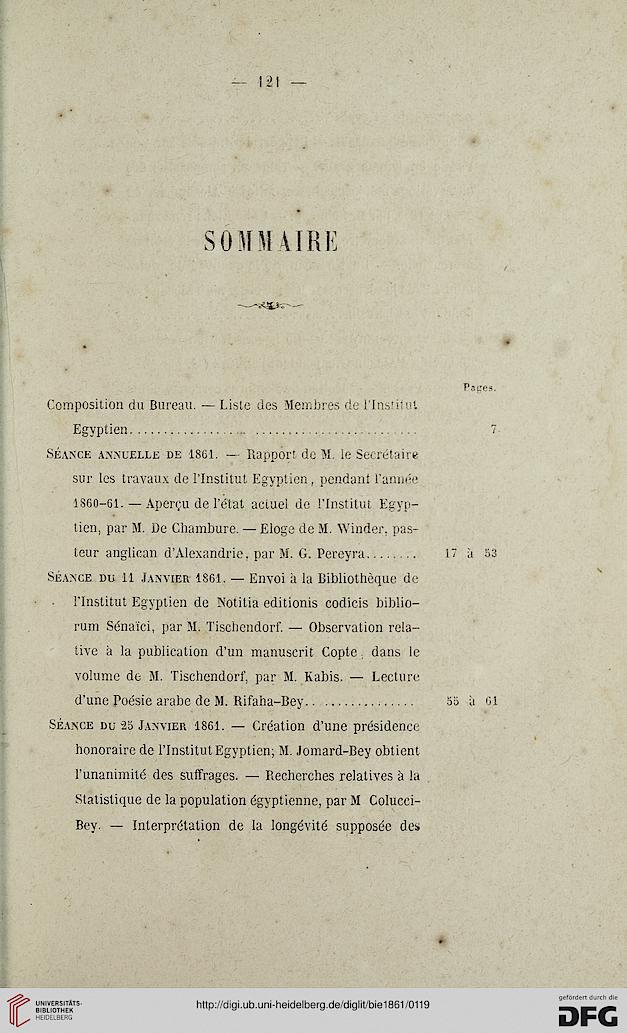 — 121 —
SOMMAIRE
Pages.
Composition du Bureau. — Liste des Membres de l'Institut
Egyptien........................................ 7
SÉANCE ANNUELLE DE 1861. — Rapport de M. le Secrétaire
sur les travaux de l'Institut Egyptien, pendant l'année
1860-61. — Aperçu de l'état actuel de l'Institut Egyp-
tien, par M. De Chambure. — Eloge de M. Winder, pas-
teur anglican d'Alexandrie, par M. G. Pereyra........ 17 à 53
SÉANCE DU 11 JANVIER 1861. — Envoi à la Bibliothèque de
l'Institut Egyptien de Notitia editionis codicis biblio-
rum Sénaïci, par M. Tischendorf. — Observation rela-
tive à la publication d'un manuscrit Copte, dans le
volume de M. Tischendorf, par M. Kabis. — Lecture
d'une Poésie arabe de M. Rifaha-Bey................ 55 à 61
SÉANCE DU 25 JANVIER 1861. — Création d'une présidence
honoraire de l'Institut Egyptien; M. Jomard-Bey obtient
l'unanimité des suffrages. — Recherches relatives à la
Statistique de la population égyptienne, par M Colucci-
Bey. — Interprétation de la longévité supposée des
UNIVERSITÄTS-
BIBLIOTHEK
HEIDELBERG
http://digi.ub.uni-heidelberg.de/diglit/bie1861/0119
gefördert durch die
DFG